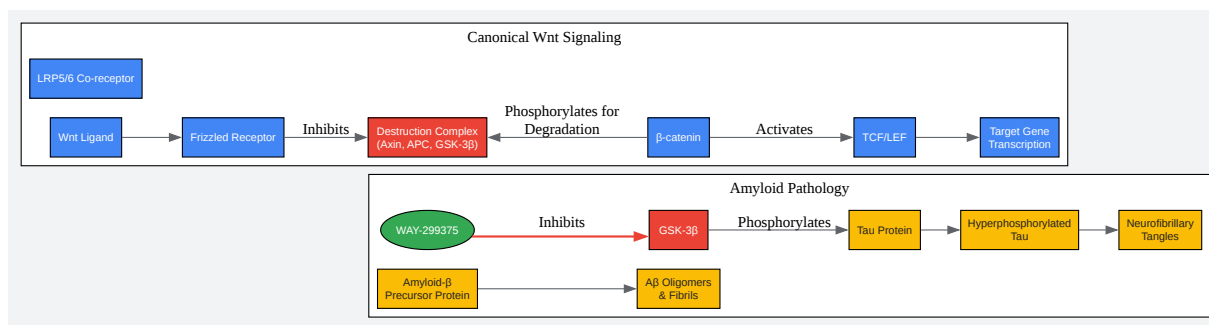 Canonical Wnt Signaling
LRP5/6 Co-receptor
Wnt Ligand
Frizzled Receptor
Inhibits
Destruction Complex
(Axin, APC, GSK-3β)
Phosphorylates for
Degradation
β-catenin
Activates
TCF/LEF
Target Gene
Transcription
Amyloid Pathology
WAY-299375
Inhibits
GSK-3β
Phosphorylates
Tau Protein
Hyperphosphorylated
Tau
Neurofibrillary
Tangles
Amyloid-β
Precursor Protein
Aβ Oligomers
& Fibrils